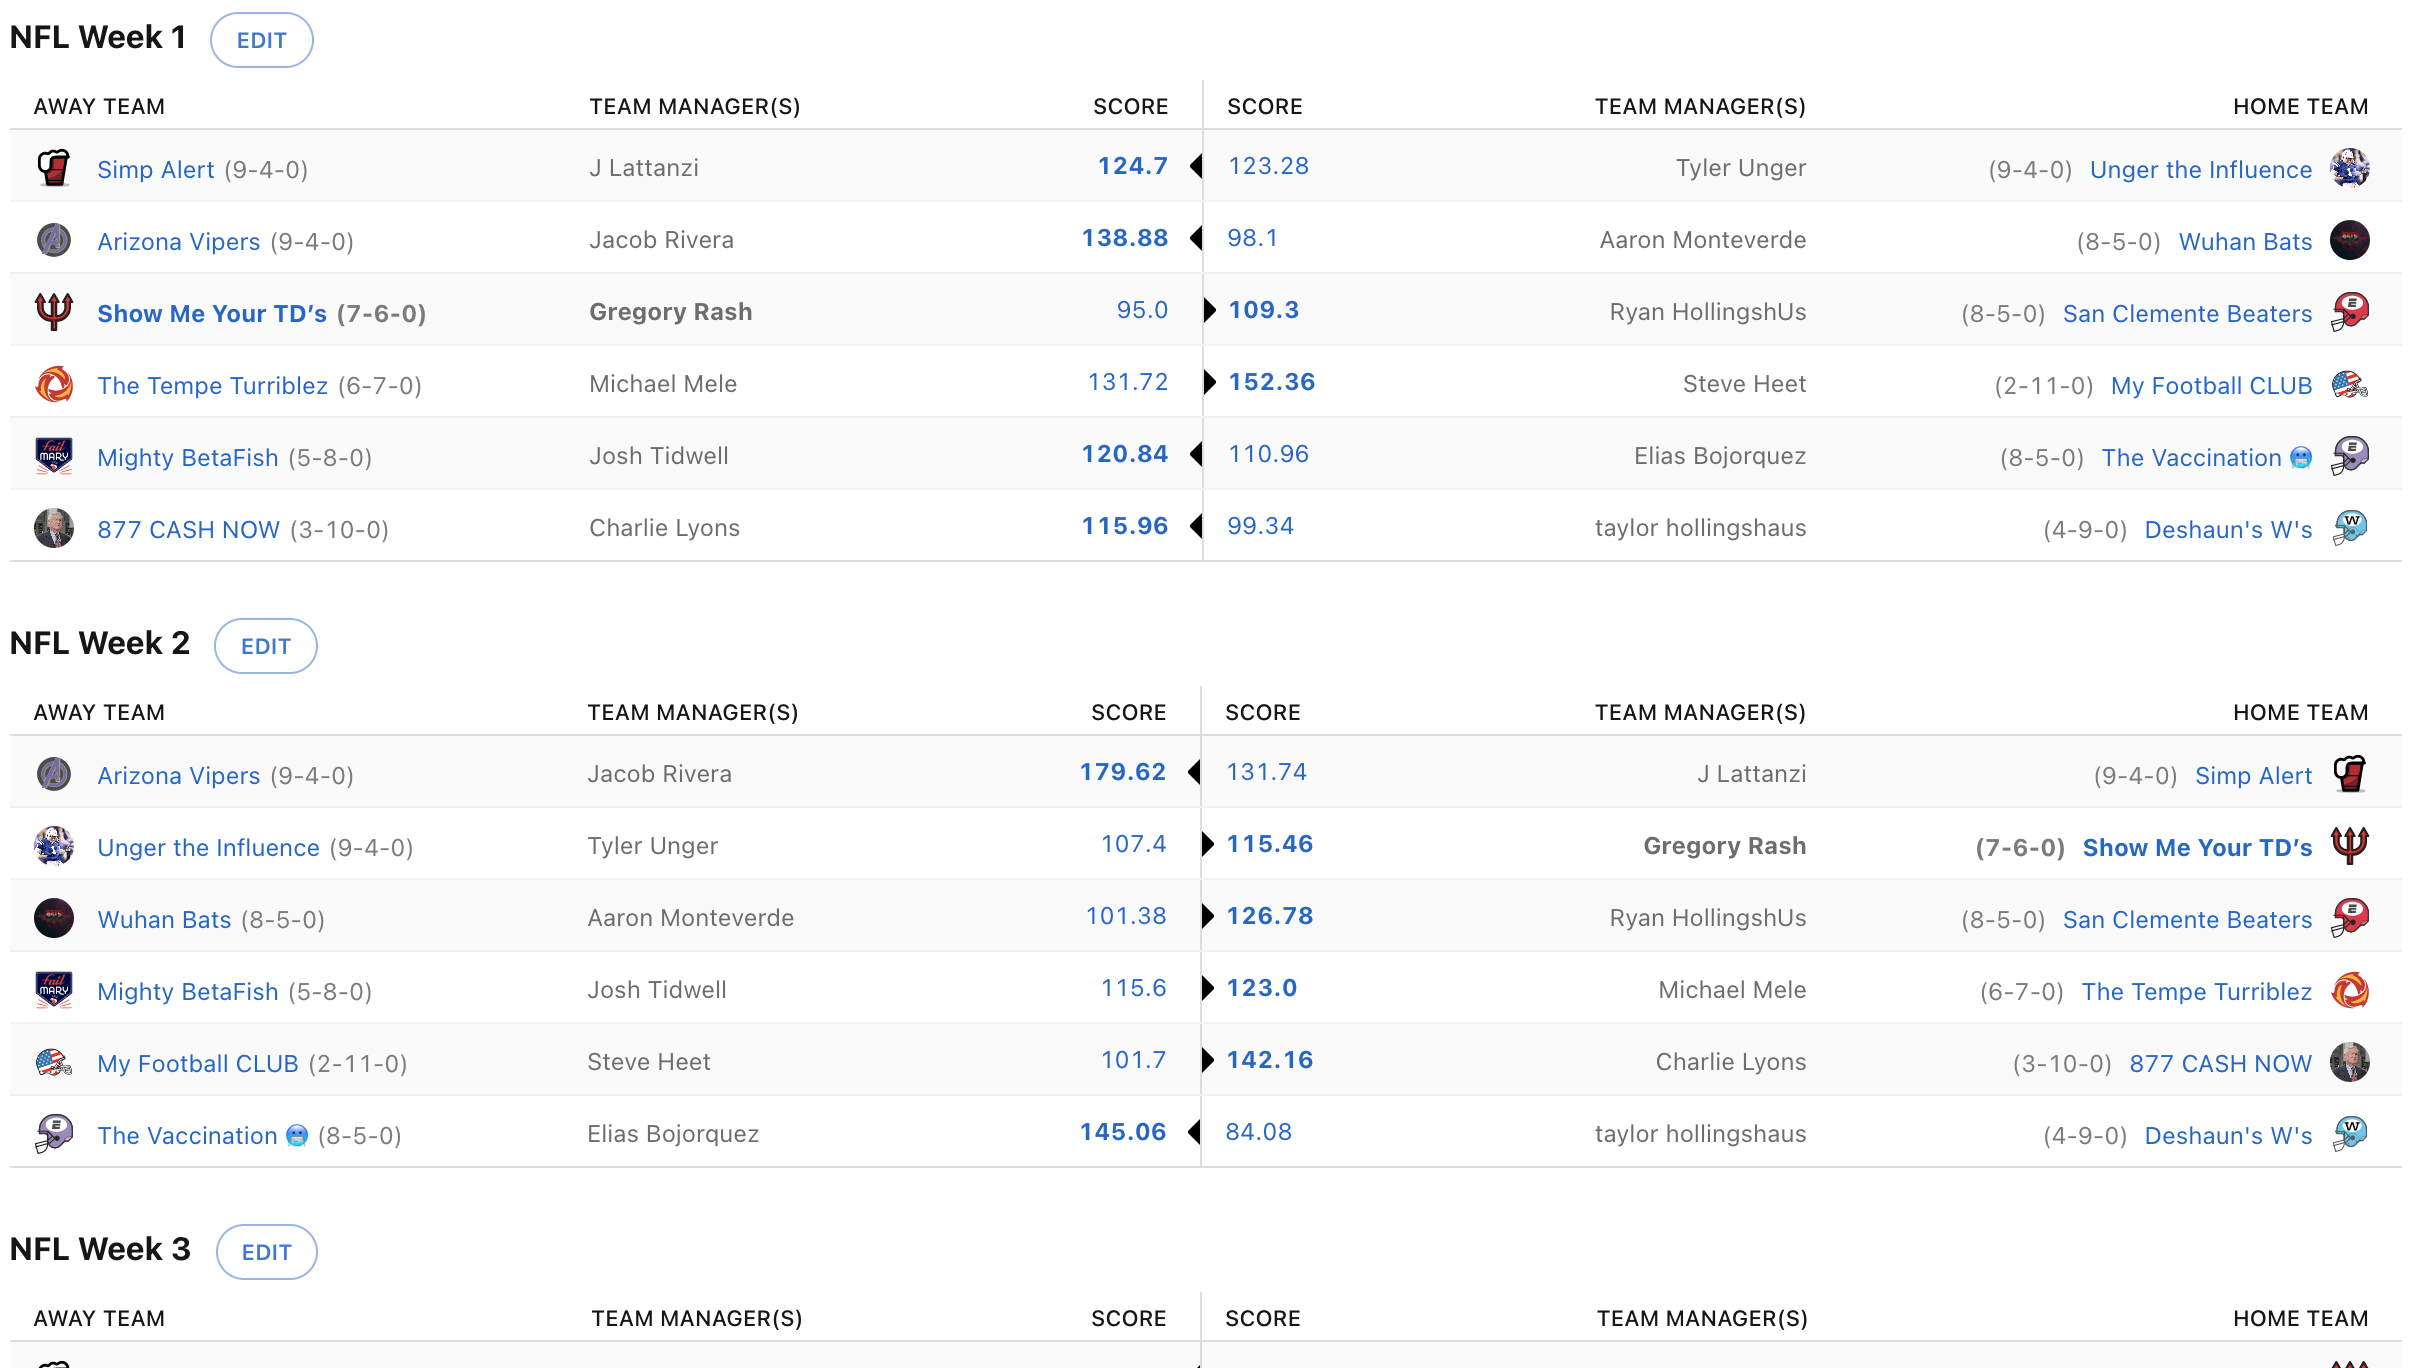 NFL Week 1 EDIT
AWAY TEAM TEAM MANAGER(S) SCORE SCORE TEAM MANAGER(S) HOME TEAM
Simp Alert (9-4-0) J Lattanzi 124.7 123.28 Tyler Unger (9-4-0) Unger the Influence
Arizona Vipers (9-4-0) Jacob Rivera 138.88 98.1 Aaron Monteverde (8-5-0) Wuhan Bats
Show Me Your TD’s (7-6-0) Gregory Rash 95.0 109.3 Ryan HollingshUs (8-5-0) San Clemente Beaters
The Tempe Turriblez (6-7-0) Michael Mele 131.72 152.36 Steve Heet (2-11-0) My Football CLUB
Mighty BetaFish (5-8-0) Josh Tidwell 120.84 110.96 Elias Bojorquez (8-5-0) The Vaccination 🥶
877 CASH NOW (3-10-0) Charlie Lyons 115.96 99.34 taylor hollingshaus (4-9-0) Deshaun's W's
NFL Week 2 EDIT
AWAY TEAM TEAM MANAGER(S) SCORE SCORE TEAM MANAGER(S) HOME TEAM
Arizona Vipers (9-4-0) Jacob Rivera 179.62 131.74 J Lattanzi (9-4-0) Simp Alert
Unger the Influence (9-4-0) Tyler Unger 107.4 115.46 Gregory Rash (7-6-0) Show Me Your TD’s
Wuhan Bats (8-5-0) Aaron Monteverde 101.38 126.78 Ryan HollingshUs (8-5-0) San Clemente Beaters
Mighty BetaFish (5-8-0) Josh Tidwell 115.6 123.0 Michael Mele (6-7-0) The Tempe Turriblez
My Football CLUB (2-11-0) Steve Heet 101.7 142.16 Charlie Lyons (3-10-0) 877 CASH NOW
The Vaccination 🥶 (8-5-0) Elias Bojorquez 145.06 84.08 taylor hollingshaus (4-9-0) Deshaun's W's
NFL Week 3 EDIT
AWAY TEAM TEAM MANAGER(S) SCORE SCORE TEAM MANAGER(S) HOME TEAM